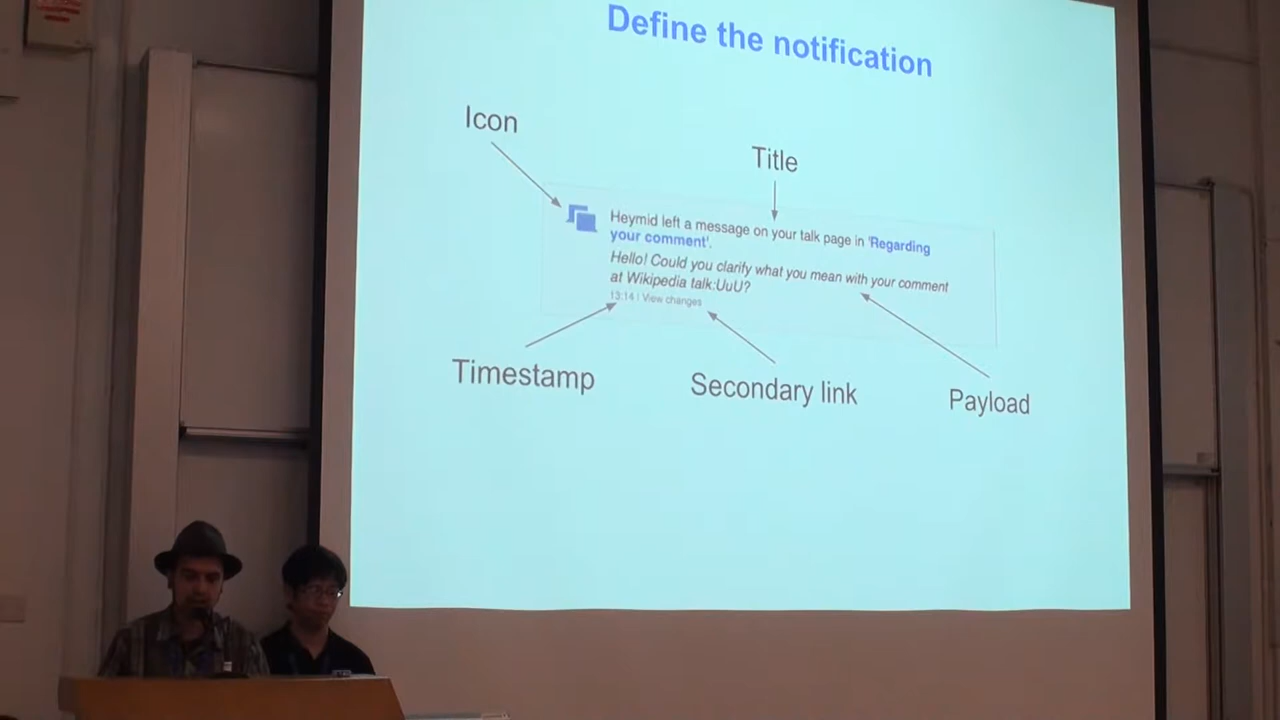 Define the notification
Icon
Title
Heymid left a message on your talk page in 'Regarding
your comment'.
Hello! Could you clarify what you mean with your comment
at Wikipedia talk:UuU?
13:14 | View changes
Timestamp
Secondary link
Payload